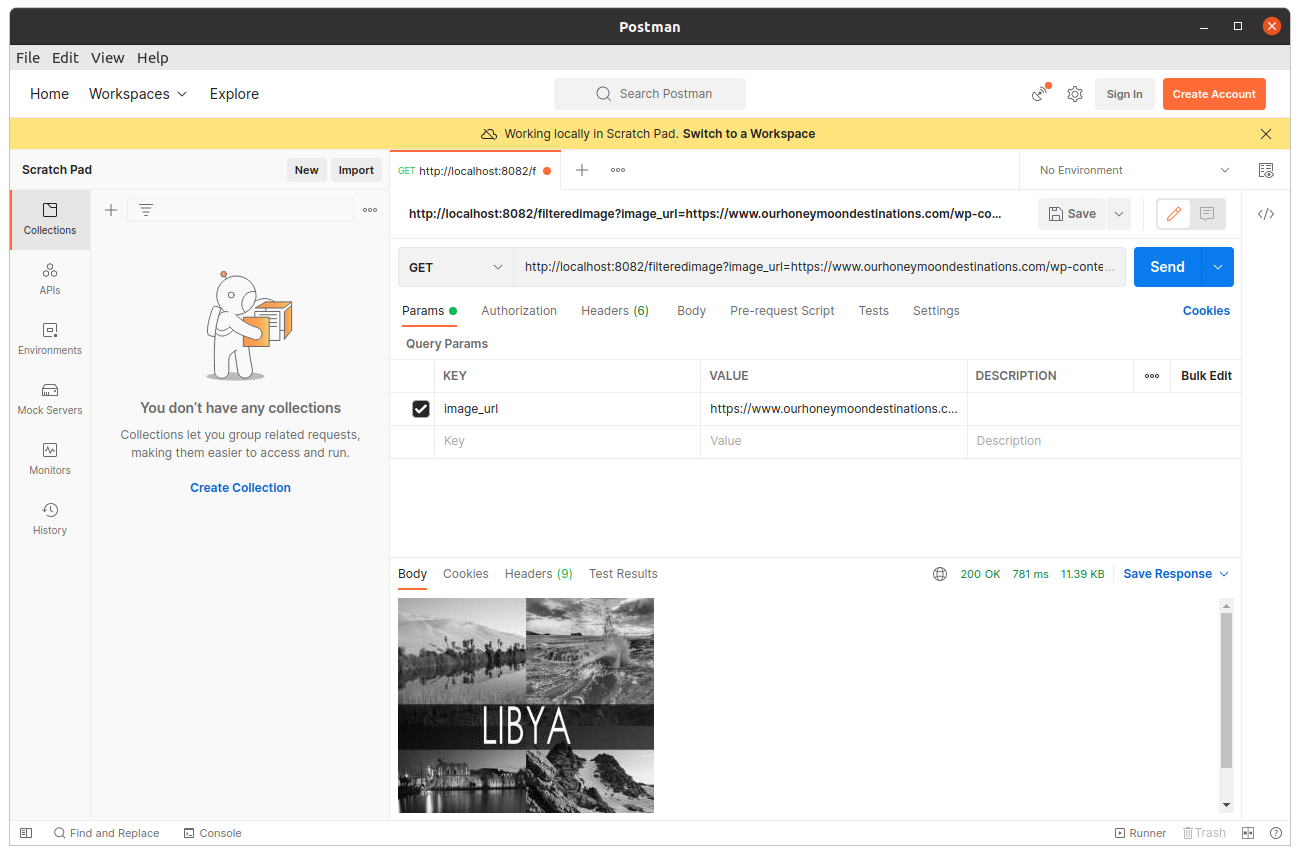 Postman
File Edit View Help
Home Workspaces Explore Search Postman Sign In Create Account
Working locally in Scratch Pad. Switch to a Workspace
Scratch Pad New Import GET http://localhost:8082/f No Environment
http://localhost:8082/filteredimage?image_url=https://www.ourhoneymoondestinations.com/wp-co... Save
Collections
GET http://localhost:8082/filteredimage?image_url=https://www.ourhoneymoondestinations.com/wp-conte... Send
APIs
Params Authorization Headers (6) Body Pre-request Script Tests Settings Cookies
Environments
Query Params
KEY VALUE DESCRIPTION Bulk Edit
Mock Servers
You don’t have any collections
image_url https://www.ourhoneymoondestinations.c...
Collections let you group related requests,
making them easier to access and run.
Key Value Description
Monitors
Create Collection
History
Body Cookies Headers (9) Test Results 200 OK 781 ms 11.39 KB Save Response
LIBYA
Find and Replace Console Runner Trash